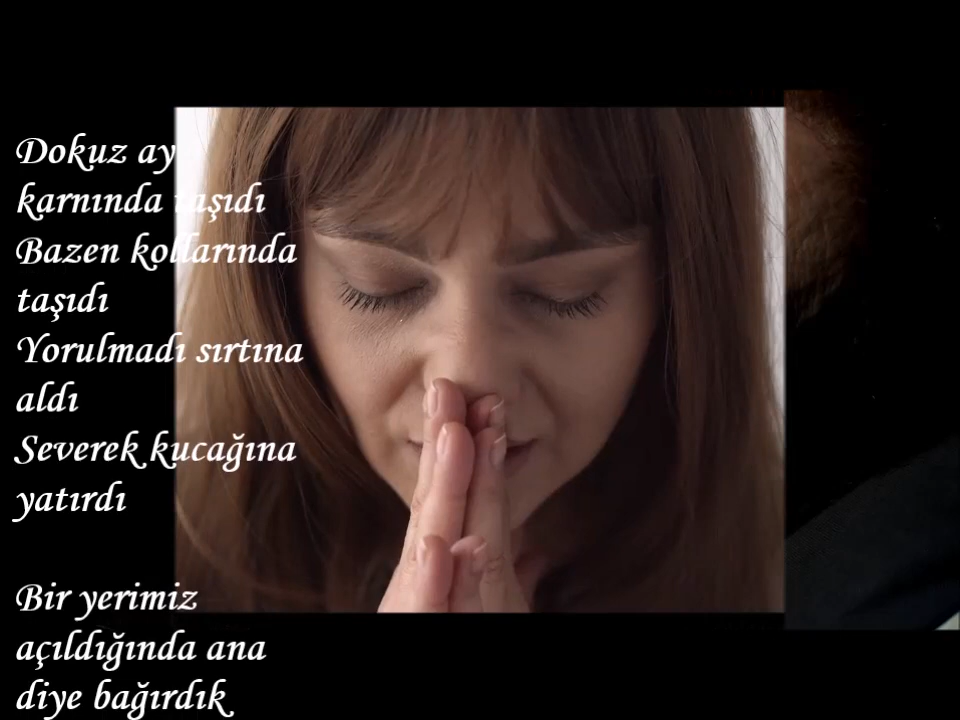 Dokuz ay
karnında taşıdı
Bazen kollarında
taşıdı
Yorulmadı sırtına
aldı
Severek kucağına
yatırdı
Bir yerimiz
açıldığında ana
diye bağırdık